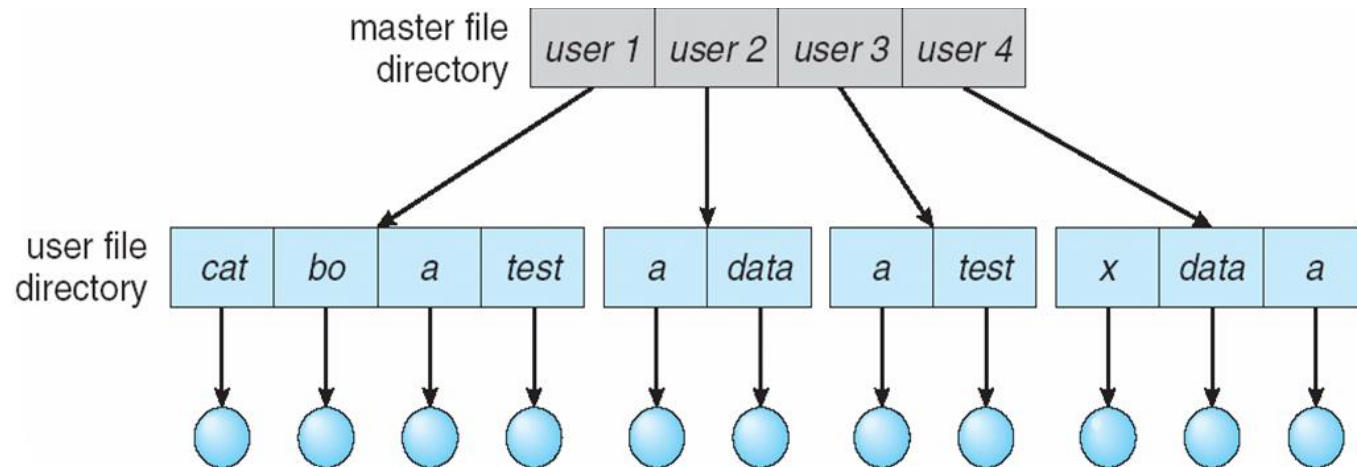 master file
directory
user 1 user 2 user 3 user 4
user file
directory
cat bo a test a data a test x data a